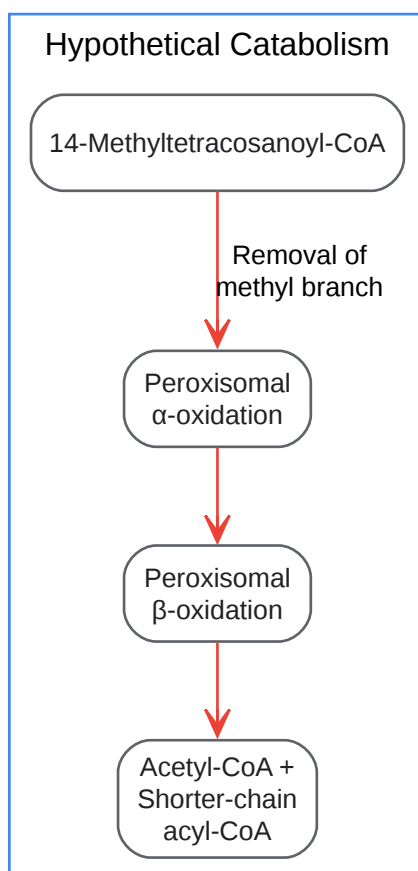 Hypothetical Catabolism
14-Methyltetracosanoyl-CoA
Removal of
methyl branch
Peroxisomal
α-oxidation
Peroxisomal
β-oxidation
Acetyl-CoA +
Shorter-chain
acyl-CoA